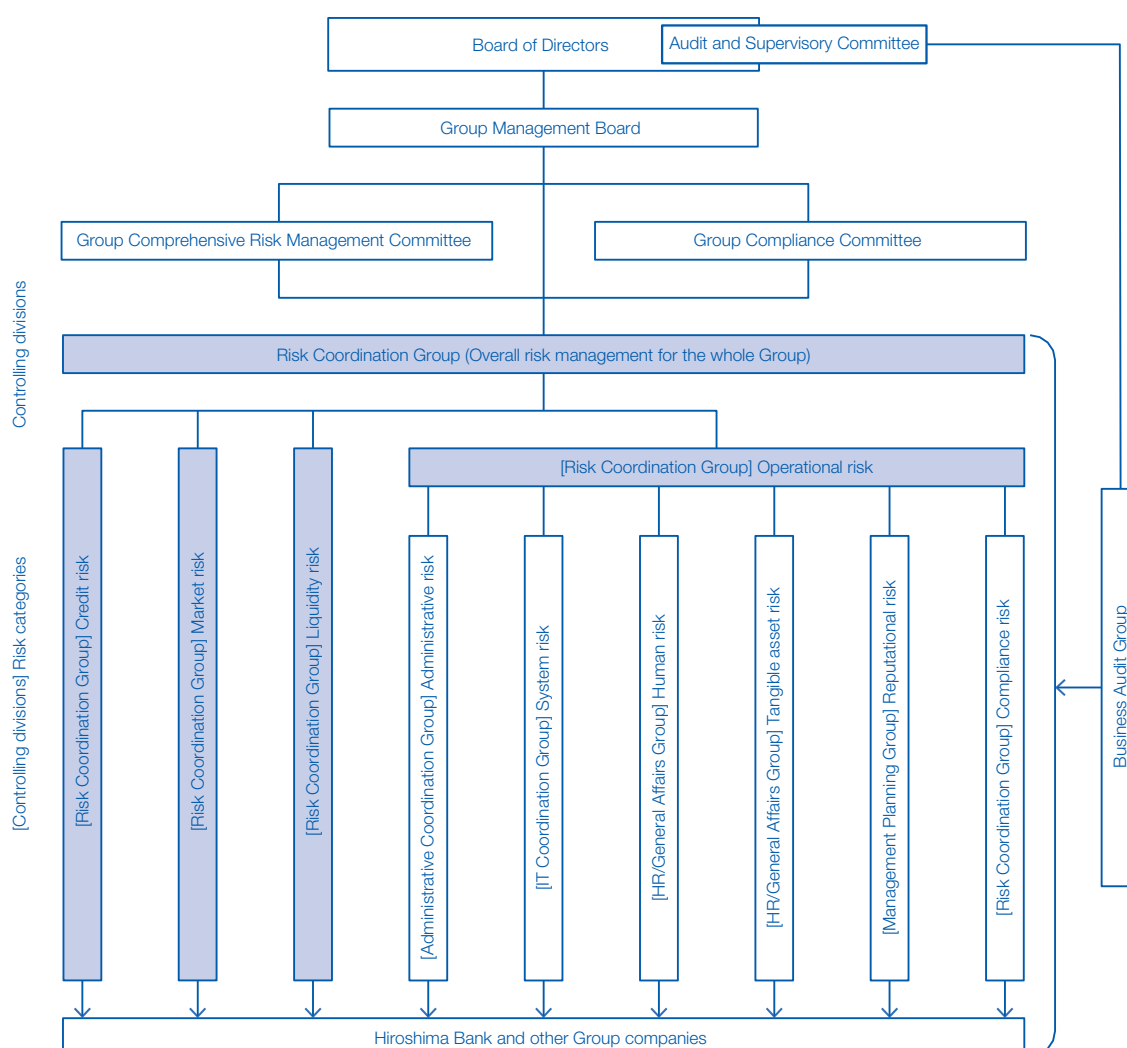 Board of Directors
Audit and Supervisory Committee
Group Management Board
Group Comprehensive Risk Management Committee
Group Compliance Committee
Controlling divisions
Risk Coordination Group (Overall risk management for the whole Group)
[Risk Coordination Group] Operational risk
[Controlling divisions] Risk categories
[Risk Coordination Group] Credit risk
[Risk Coordination Group] Market risk
[Risk Coordination Group] Liquidity risk
[Administrative Coordination Group] Administrative risk
[IT Coordination Group] System risk
[HR/General Affairs Group] Human risk
[HR/General Affairs Group] Tangible asset risk
[Management Planning Group] Reputational risk
[Risk Coordination Group] Compliance risk
Business Audit Group
Hiroshima Bank and other Group companies